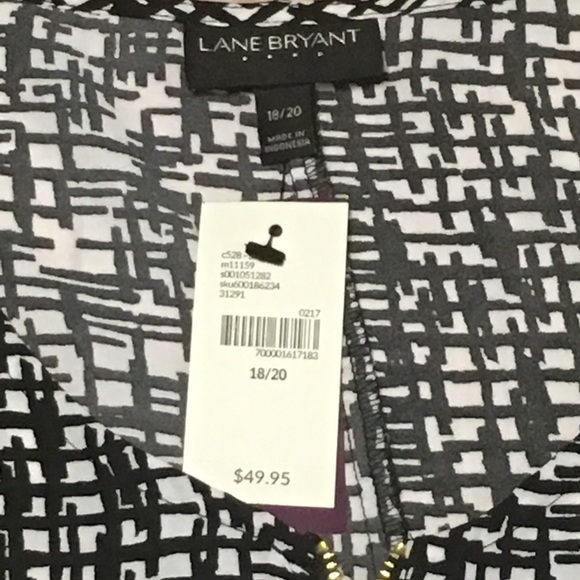 LANE BRYANT
18/20
MADE IN
INDONESIA
c528
m11159
s001051282
sku600186234
31291
0217
700001617183
18/20
$49.95